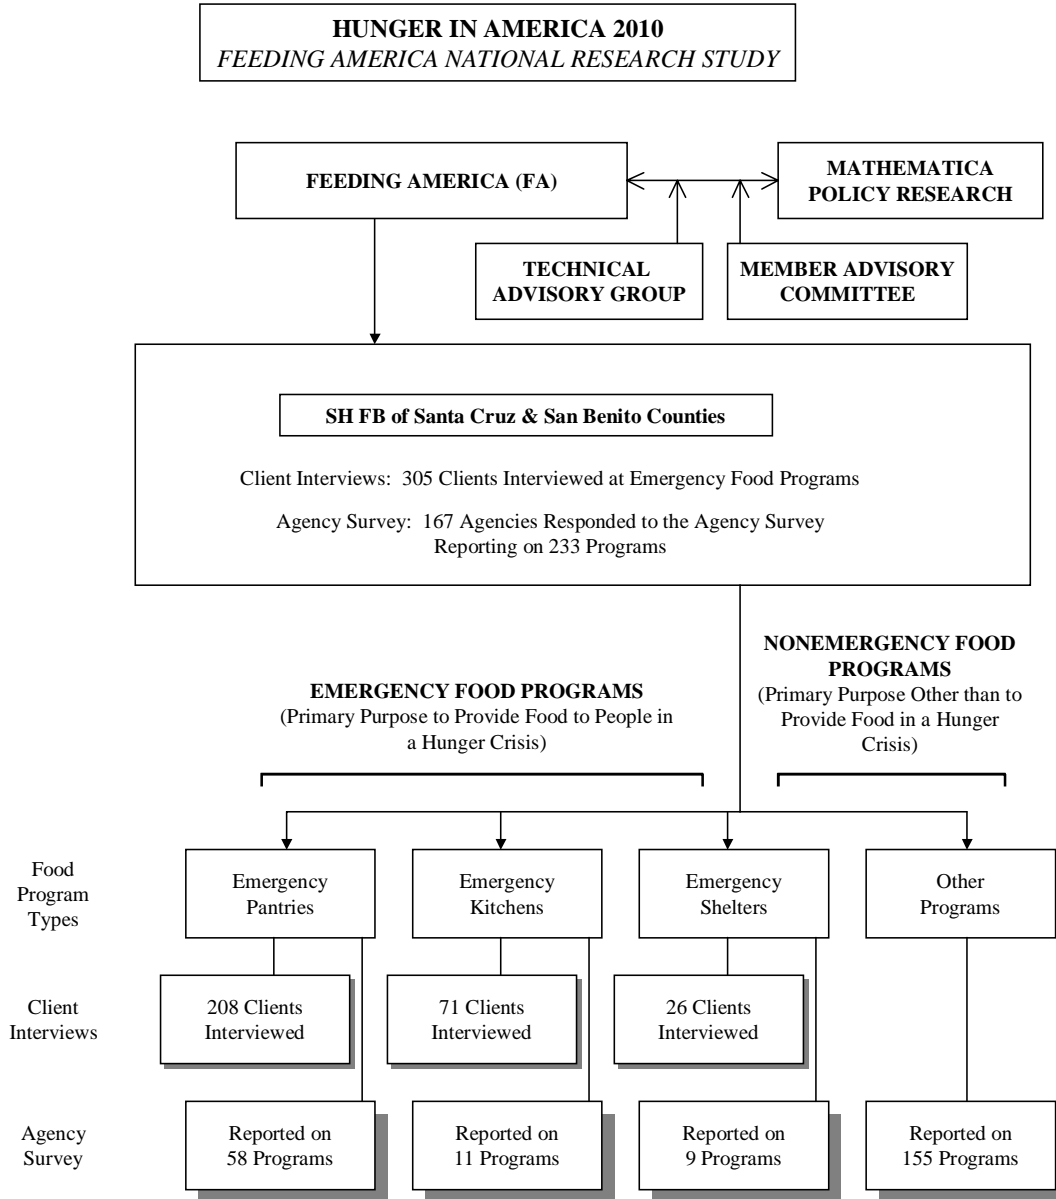 HUNGER IN AMERICA 2010
FEEDING AMERICA NATIONAL RESEARCH STUDY
FEEDING AMERICA (FA)
MATHEMATICA
POLICY RESEARCH
TECHNICAL
ADVISORY GROUP
MEMBER ADVISORY
COMMITTEE
SH FB of Santa Cruz & San Benito Counties
Client Interviews: 305 Clients Interviewed at Emergency Food Programs
Agency Survey: 167 Agencies Responded to the Agency Survey
Reporting on 233 Programs
EMERGENCY FOOD PROGRAMS
(Primary Purpose to Provide Food to People in
a Hunger Crisis)
NONEMERGENCY FOOD
PROGRAMS
(Primary Purpose Other than to
Provide Food in a Hunger
Crisis)
Food
Program
Types
Emergency
Pantries
Emergency
Kitchens
Emergency
Shelters
Other
Programs
Client
Interviews
208 Clients
Interviewed
71 Clients
Interviewed
26 Clients
Interviewed
Agency
Survey
Reported on
58 Programs
Reported on
11 Programs
Reported on
9 Programs
Reported on
155 Programs